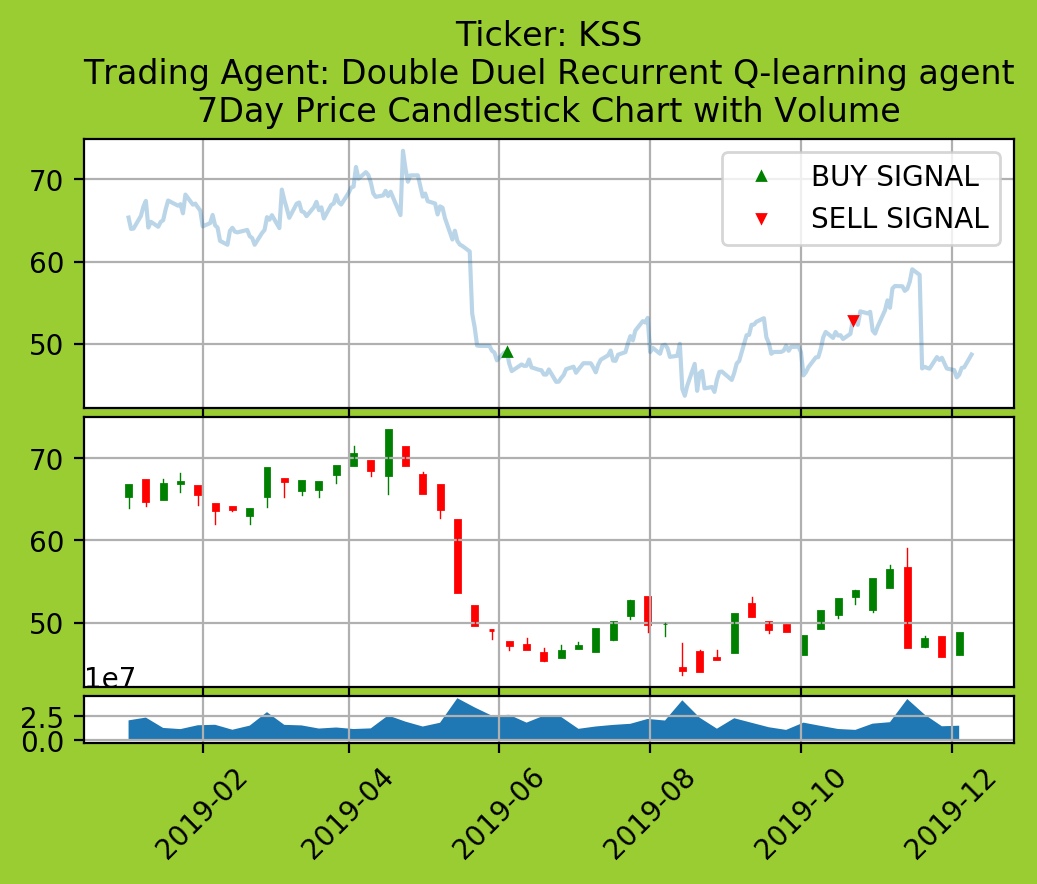 Ticker: KSS
Trading Agent: Double Duel Recurrent Q-learning agent
7Day Price Candlestick Chart with Volume
70
60
50
BUY SIGNAL
SELL SIGNAL
70
60
50
1e7
2.5
0.0
2019-02
2019-04
2019-06
2019-08
2019-10
2019-12